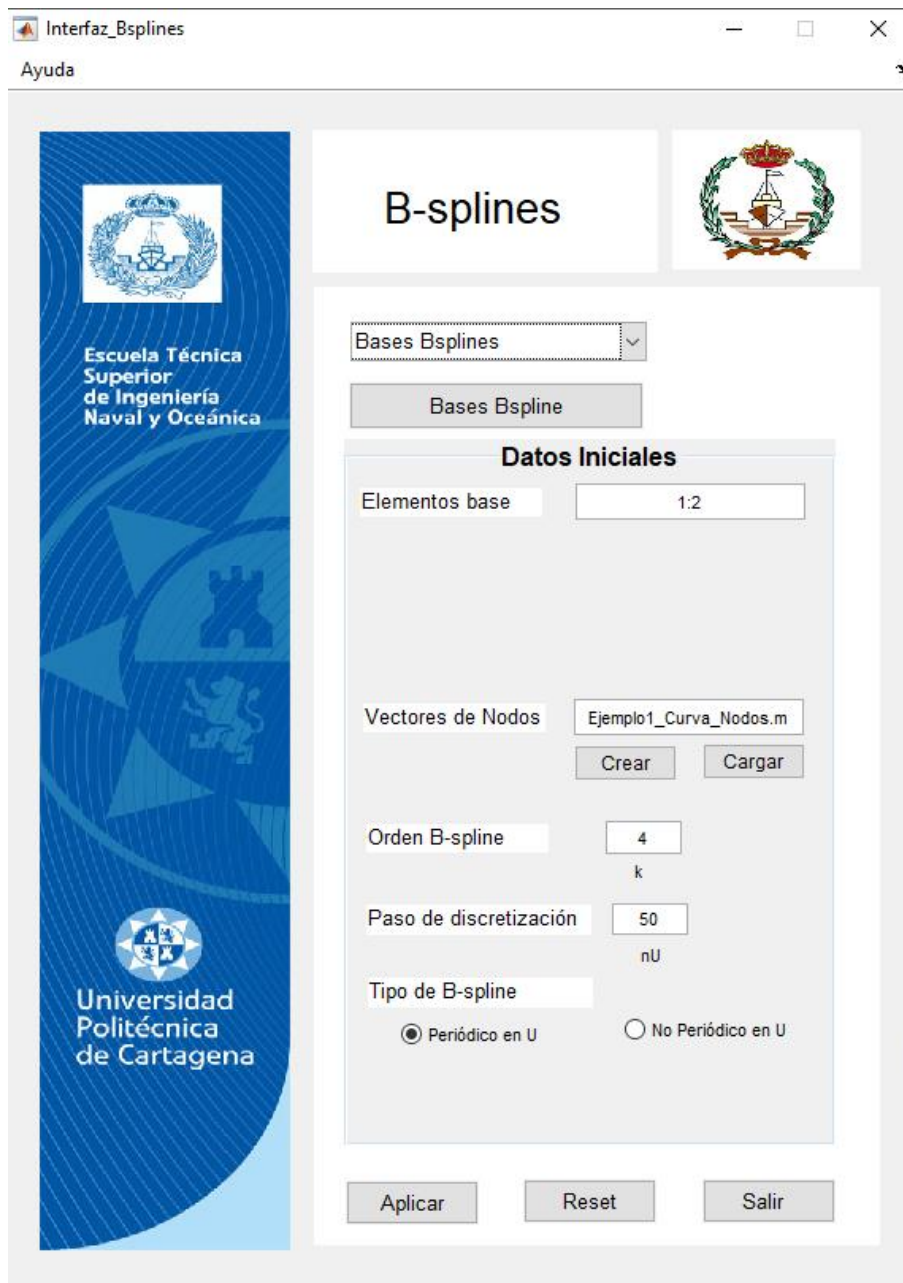 Interfaz_Bsplines
Ayuda
B-splines
Escuela Técnica
Superior
de Ingeniería
Naval y Oceánica
Universidad
Politécnica
de Cartagena
Bases Bsplines
Bases Bspline
Datos Iniciales
Elementos base 1:2
Vectores de Nodos Ejemplo1_Curva_Nodos.m
Crear Cargar
Orden B-spline 4
k
Paso de discretización 50
nU
Tipo de B-spline
Periódico en U No Periódico en U
Aplicar Reset Salir